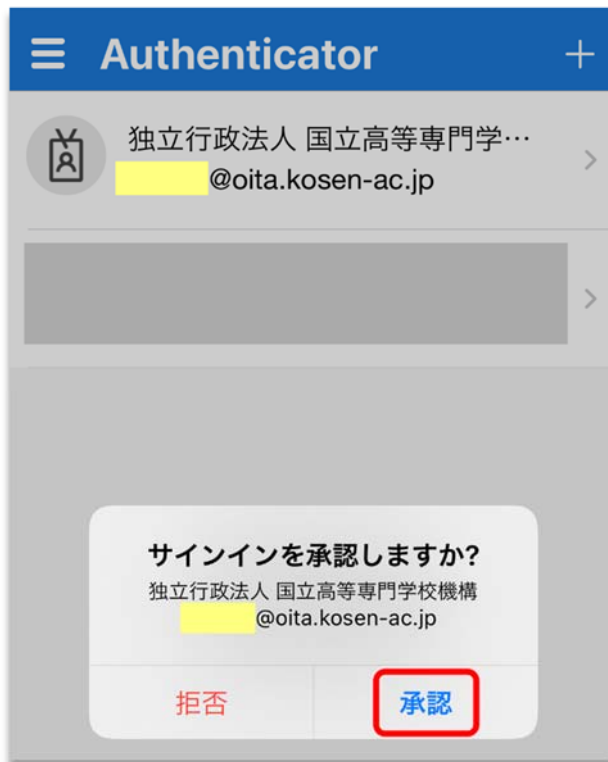 Authenticator
独立行政法人 国立高等専門学…
@oita.kosen-ac.jp
サインインを承認しますか?
独立行政法人 国立高等専門学校機構
@oita.kosen-ac.jp
拒否
承認